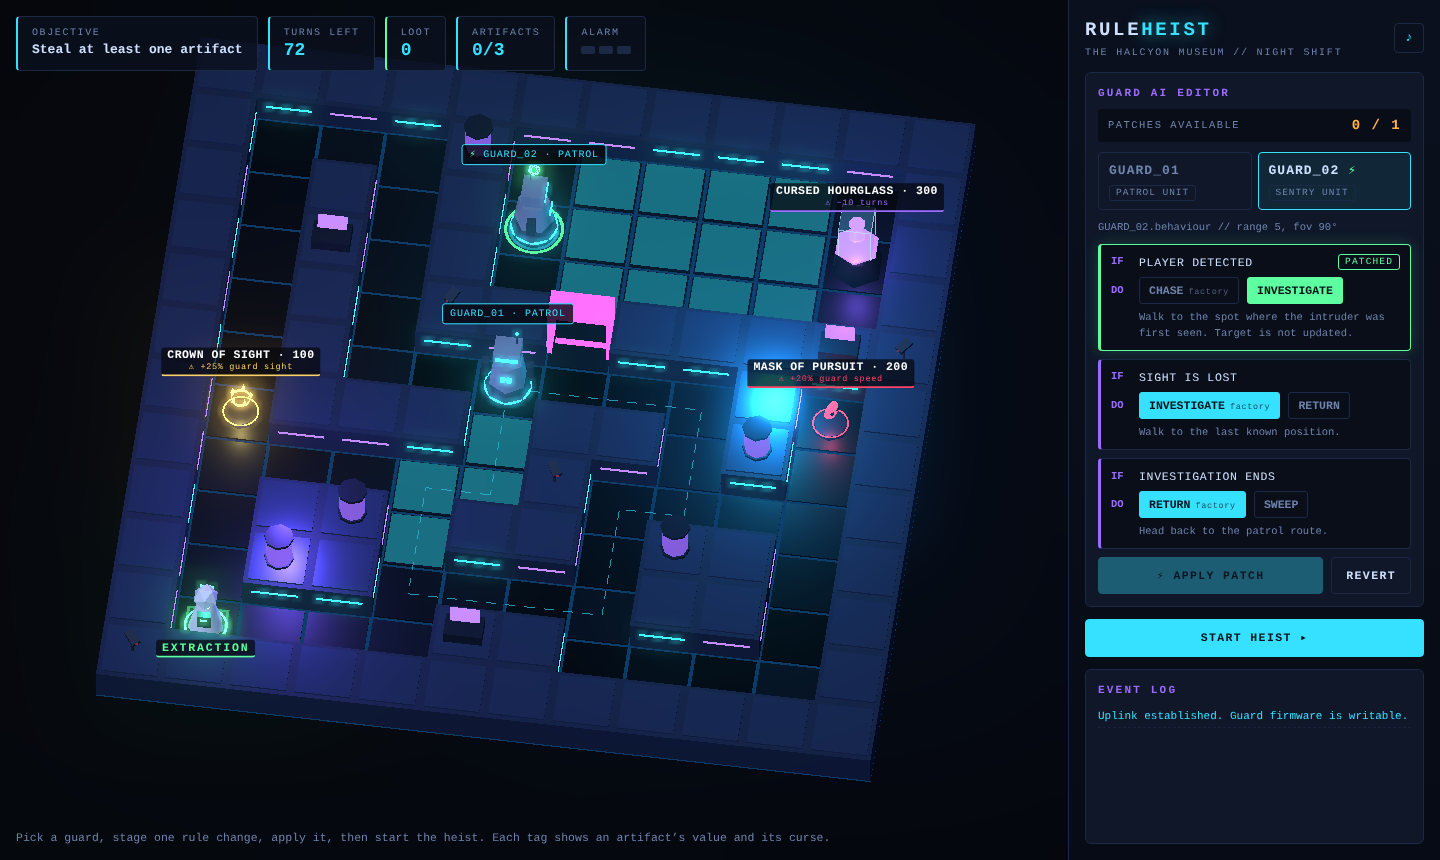 OBJECTIVE
Steal at least one artifact
TURNS LEFT
72
LOOT
0
ARTIFACTS
0/3
ALARM
⚡ GUARD_02 · PATROL
CURSED HOURGLASS · 300
⚠ −10 turns
GUARD_01 · PATROL
CROWN OF SIGHT · 100
⚠ +25% guard sight
MASK OF PURSUIT · 200
⚠ +20% guard speed
EXTRACTION
Pick a guard, stage one rule change, apply it, then start the heist. Each tag shows an artifact’s value and its curse.
RULEHEIST
THE HALCYON MUSEUM // NIGHT SHIFT
♪
GUARD AI EDITOR
PATCHES AVAILABLE
0 / 1
GUARD_01
PATROL UNIT
GUARD_02 ⚡
SENTRY UNIT
GUARD_02.behaviour // range 5, fov 90°
IF PLAYER DETECTED
PATCHED
DO CHASE factory INVESTIGATE
Walk to the spot where the intruder was
first seen. Target is not updated.
IF SIGHT IS LOST
DO INVESTIGATE factory RETURN
Walk to the last known position.
IF INVESTIGATION ENDS
DO RETURN factory SWEEP
Head back to the patrol route.
⚡ APPLY PATCH
REVERT
START HEIST ▸
EVENT LOG
Uplink established. Guard firmware is writable.